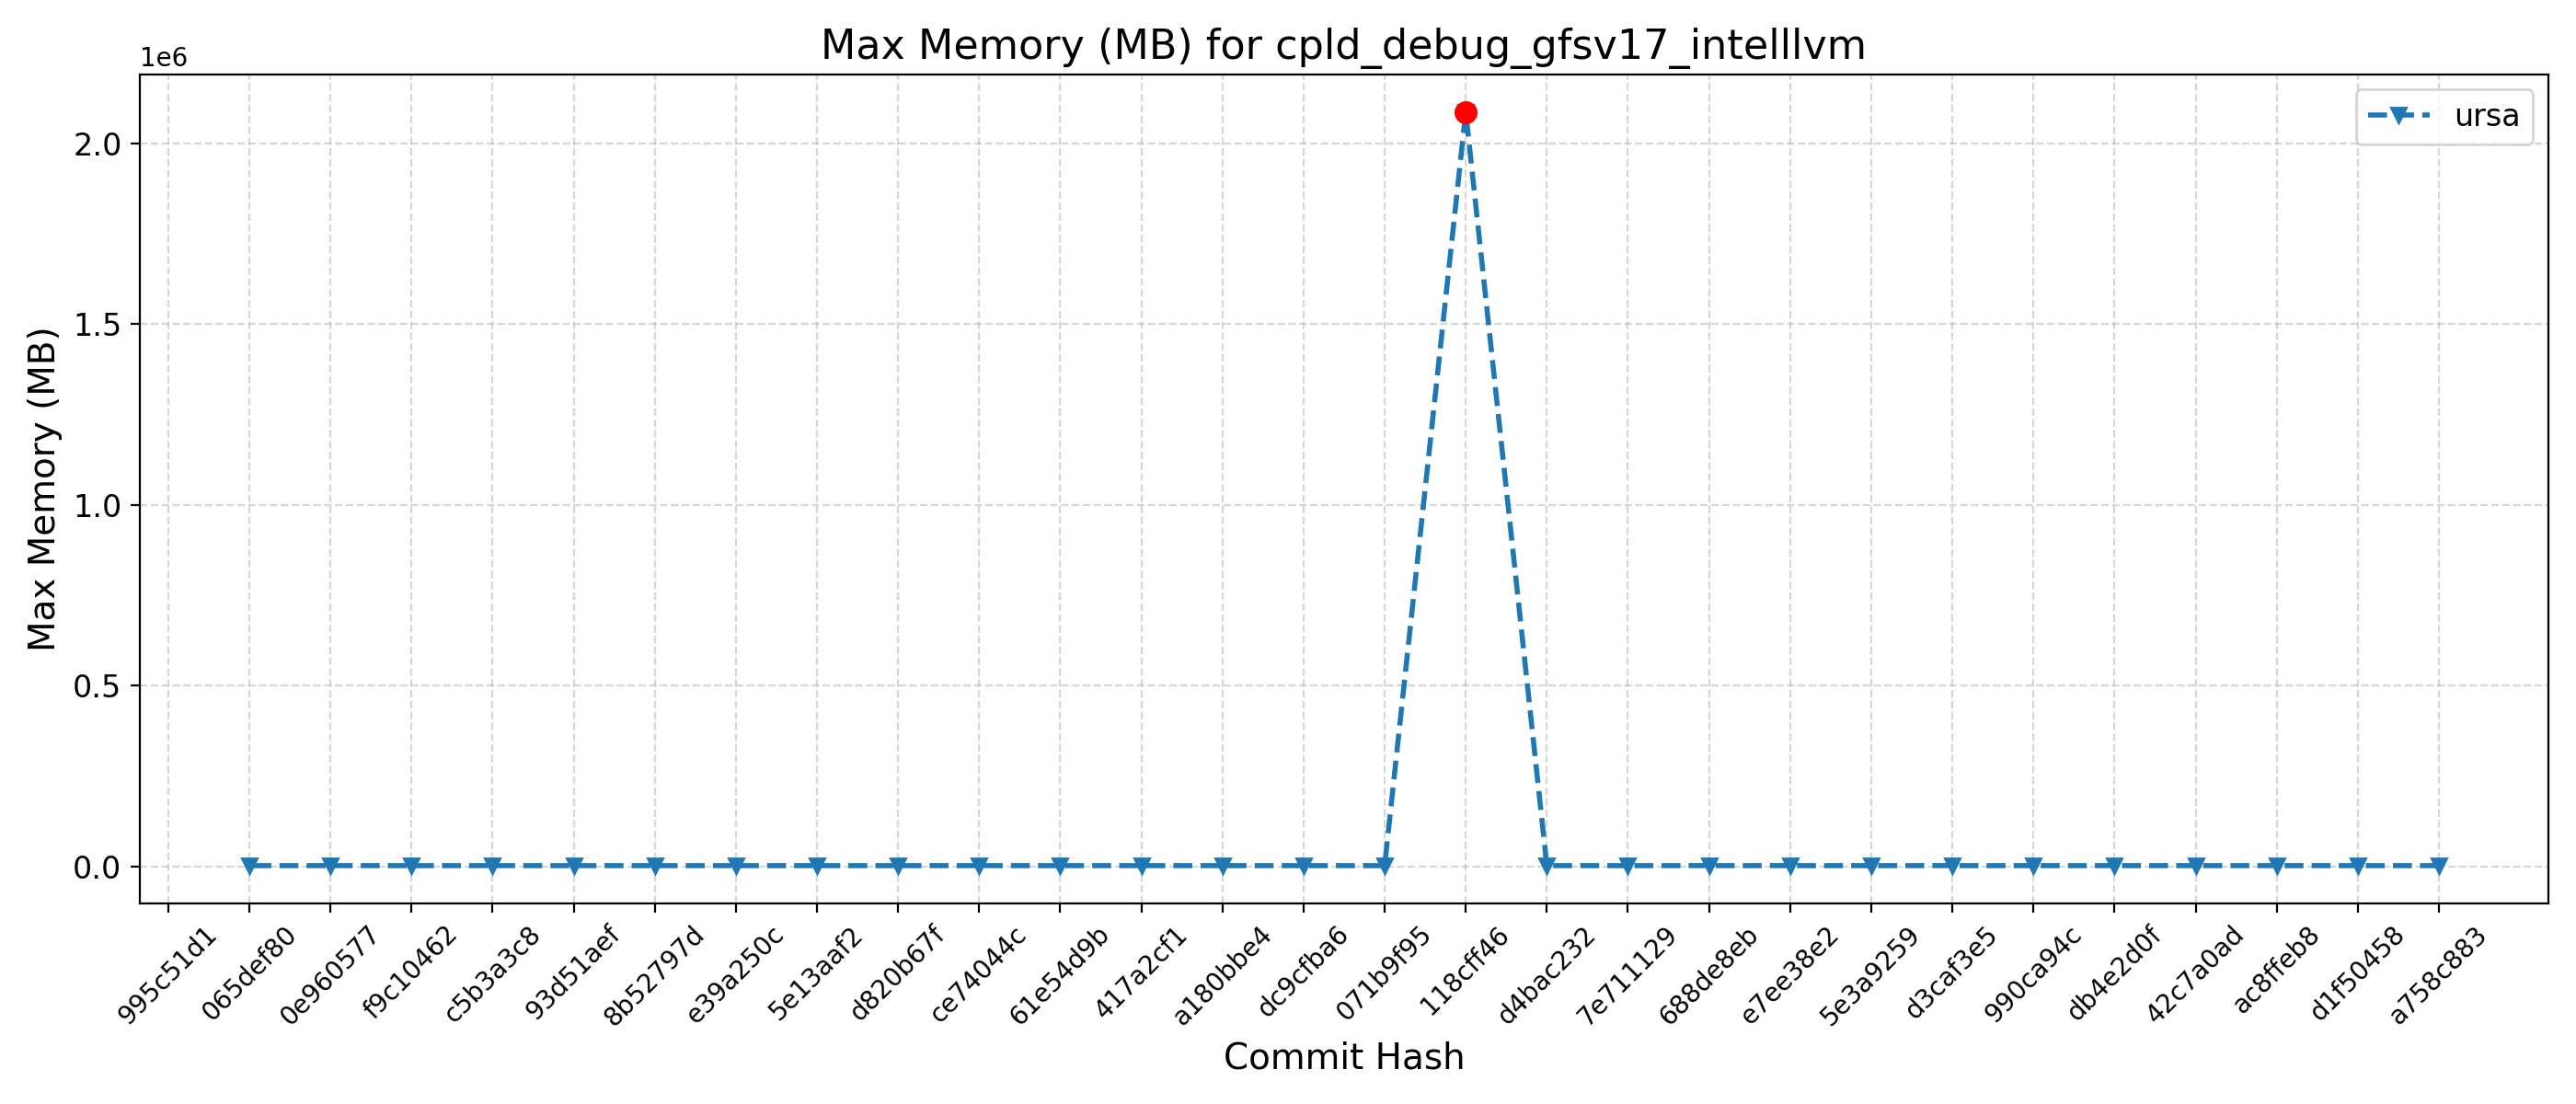 Max Memory (MB) for cpld_debug_gfsv17_intelllvm
1e6
ursa
2.0
1.5
1.0
0.5
0.0
Max Memory (MB)
995c51d1
065def80
0e960577
f9c10462
c5b3a3c8
93d51aef
8b52797d
e39a250c
5e13aaf2
d820b67f
ce74044c
61e54d9b
417a2cf1
a180bbe4
dc9cfba6
071b9f95
118cff46
d4bac232
7e711129
688de8eb
e7ee38e2
5e3a9259
d3caf3e5
990ca94c
db4e2d0f
42c7a0ad
ac8ffeb8
d1f50458
a758c883
Commit Hash